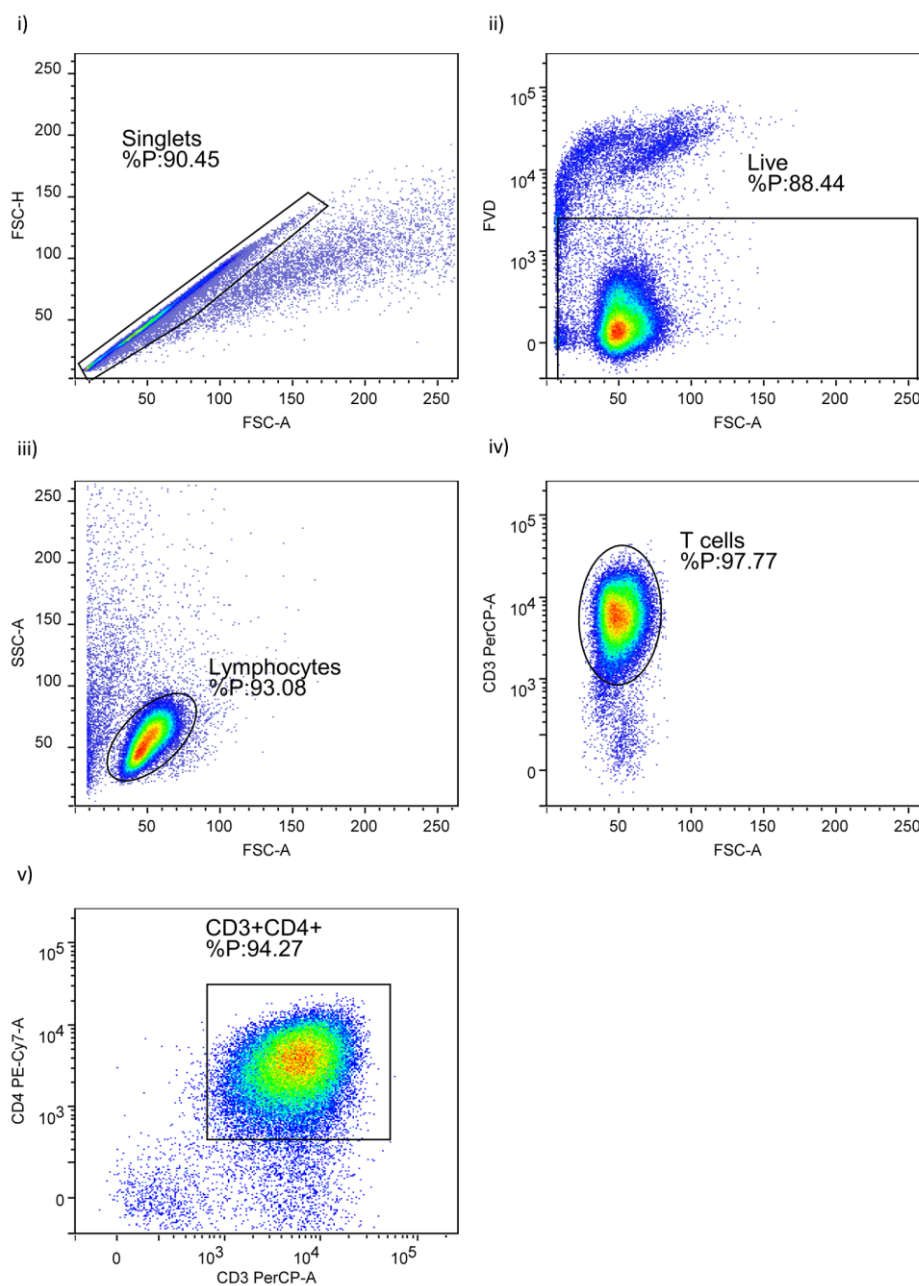 i)
250
200
150
100
50
FSC-H
Singlets
%P:90.45
50 100 150 200 250
FSC-A
ii)
10^5
10^4
10^3
0
FVD
Live
%P:88.44
50 100 150 200 250
FSC-A
iii)
250
200
150
100
50
SSC-A
Lymphocytes
%P:93.08
50 100 150 200 250
FSC-A
iv)
10^5
10^4
10^3
0
CD3 PerCP-A
T cells
%P:97.77
50 100 150 200 250
FSC-A
v)
CD3+CD4+
%P:94.27
10^5
10^4
10^3
0
CD4 PE-Cy7-A
0 10^3 10^4 10^5
CD3 PerCP-A